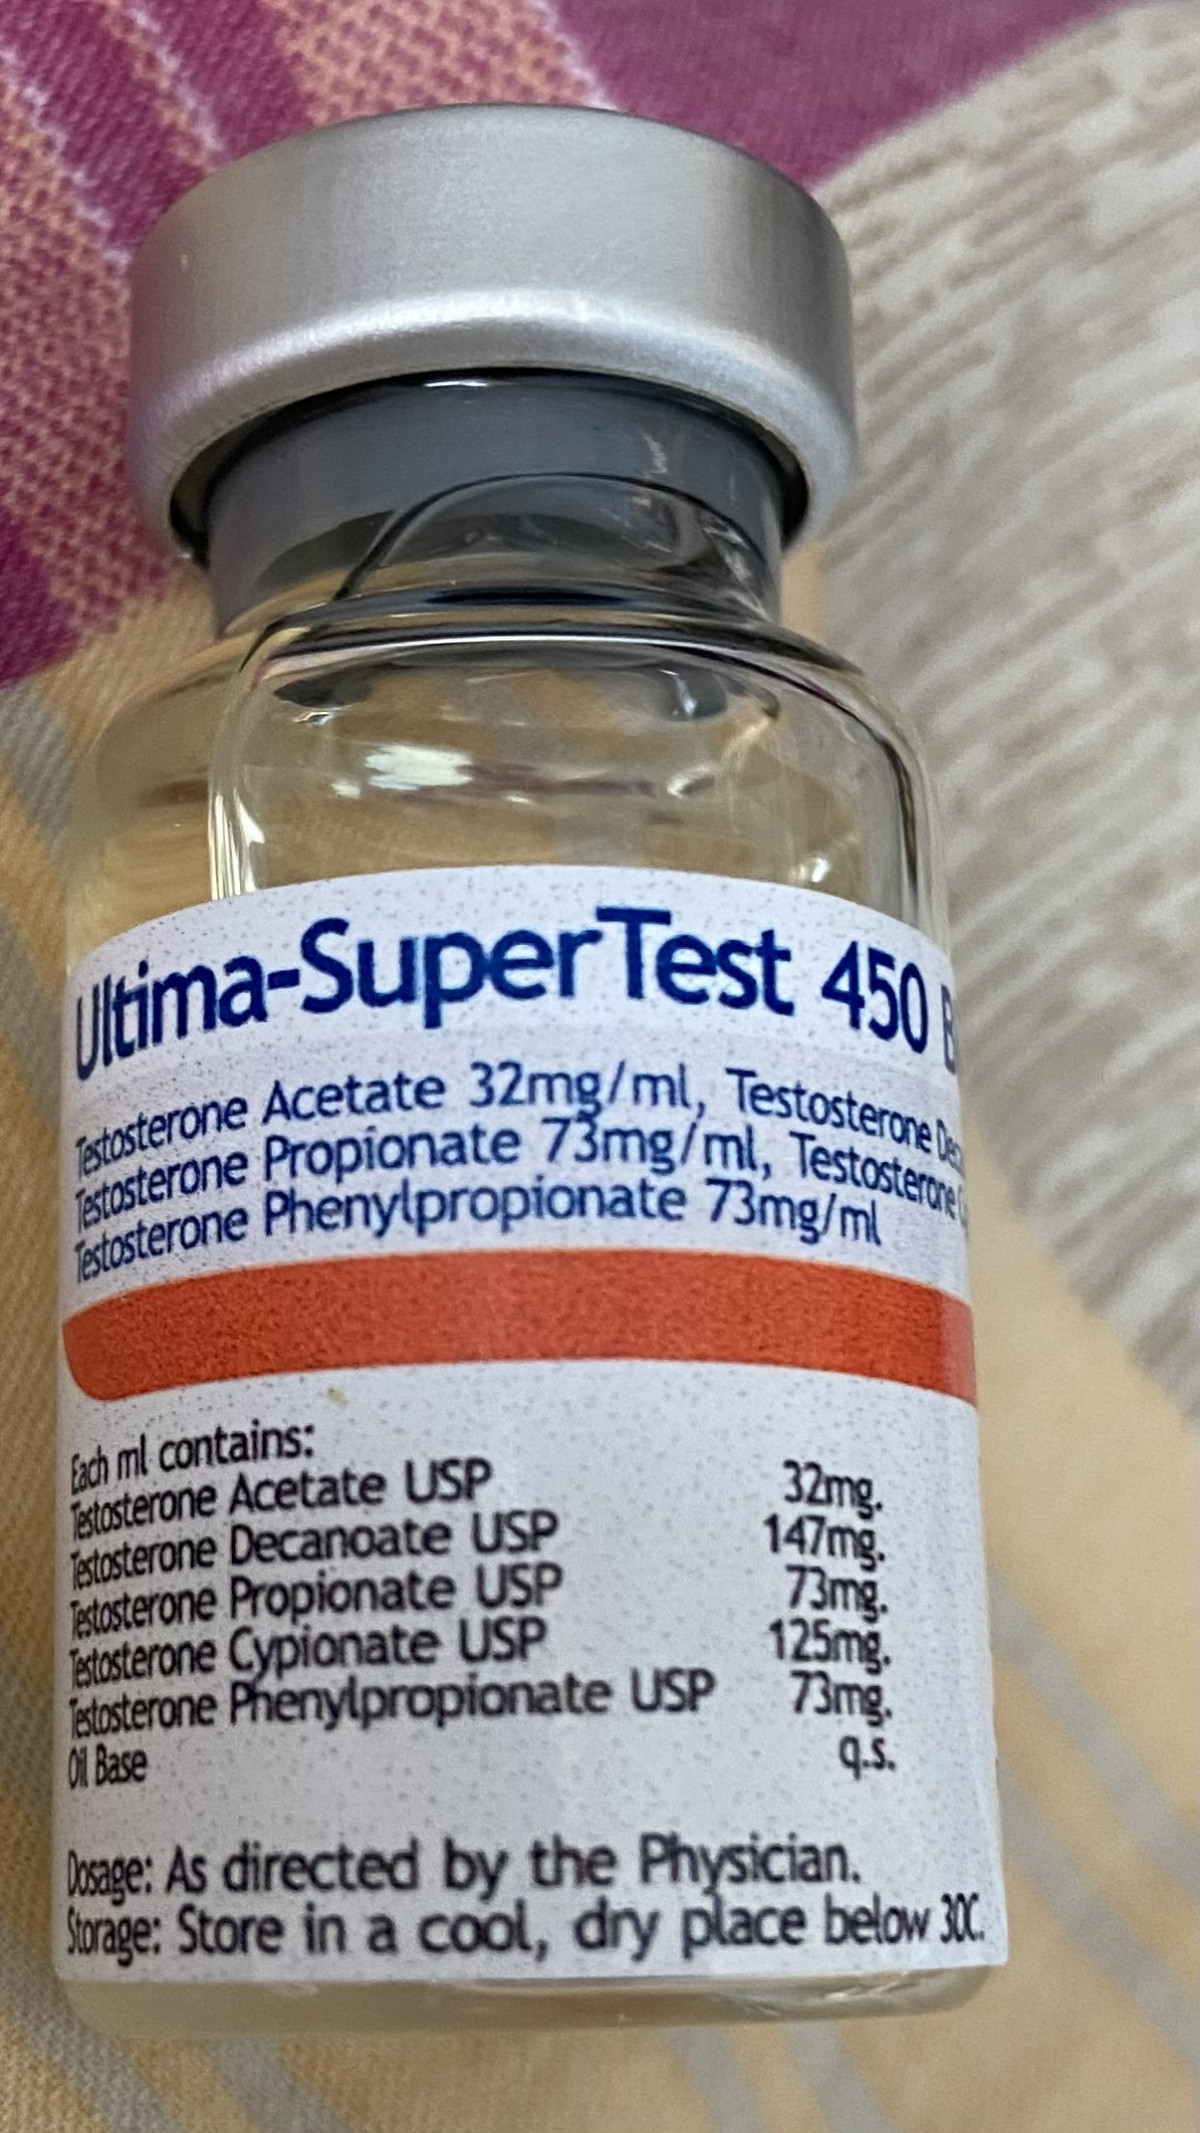 Ultima-SuperTest 450
Testosterone Acetate 32mg/ml, Testosterone
Testosterone Propionate 73mg/ml, Testosterone
Testosterone Phenylpropionate 73mg/ml
Each ml contains:
Testosterone Acetate USP 32mg.
Testosterone Decanoate USP 147mg.
Testosterone Propionate USP 73mg.
Testosterone Cypionate USP 125mg.
Testosterone Phenylpropionate USP 73mg.
Oil Base q.s.
Dosage: As directed by the Physician.
Storage: Store in a cool, dry place below 30C.